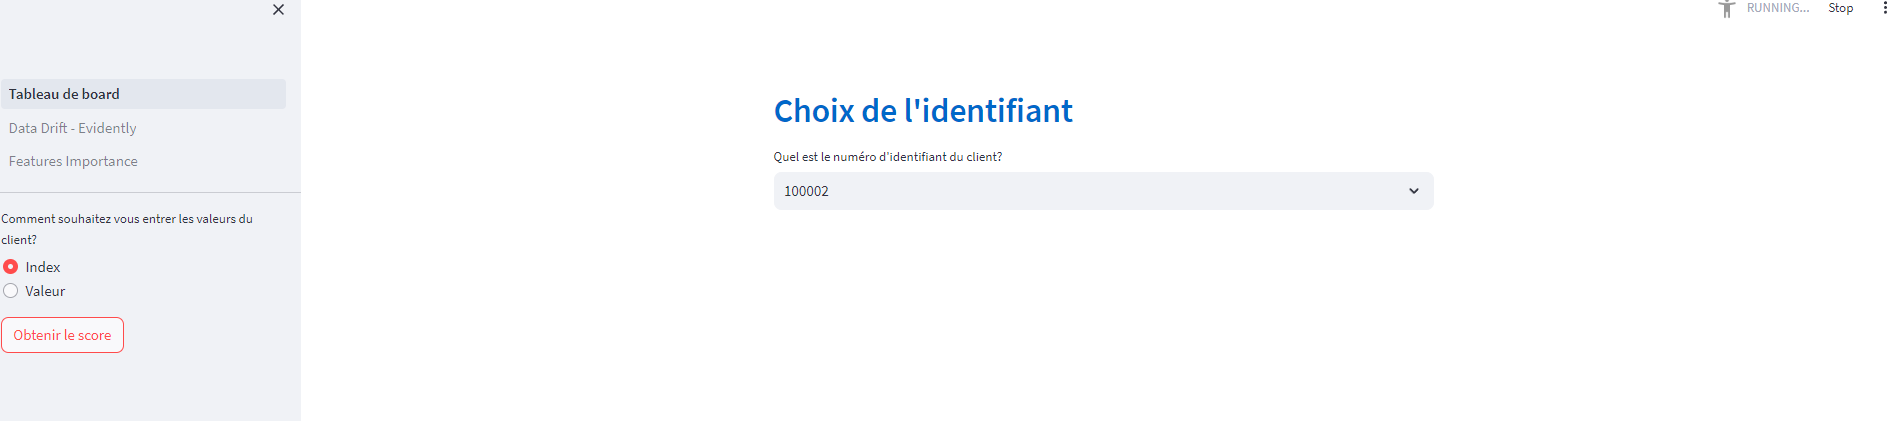 RUNNING...
Stop
Tableau de board
Data Drift - Evidently
Features Importance
Comment souhaitez vous entrer les valeurs du
client?
Index
Valeur
Obtenir le score
Choix de l'identifiant
Quel est le numéro d'identifiant du client?
100002